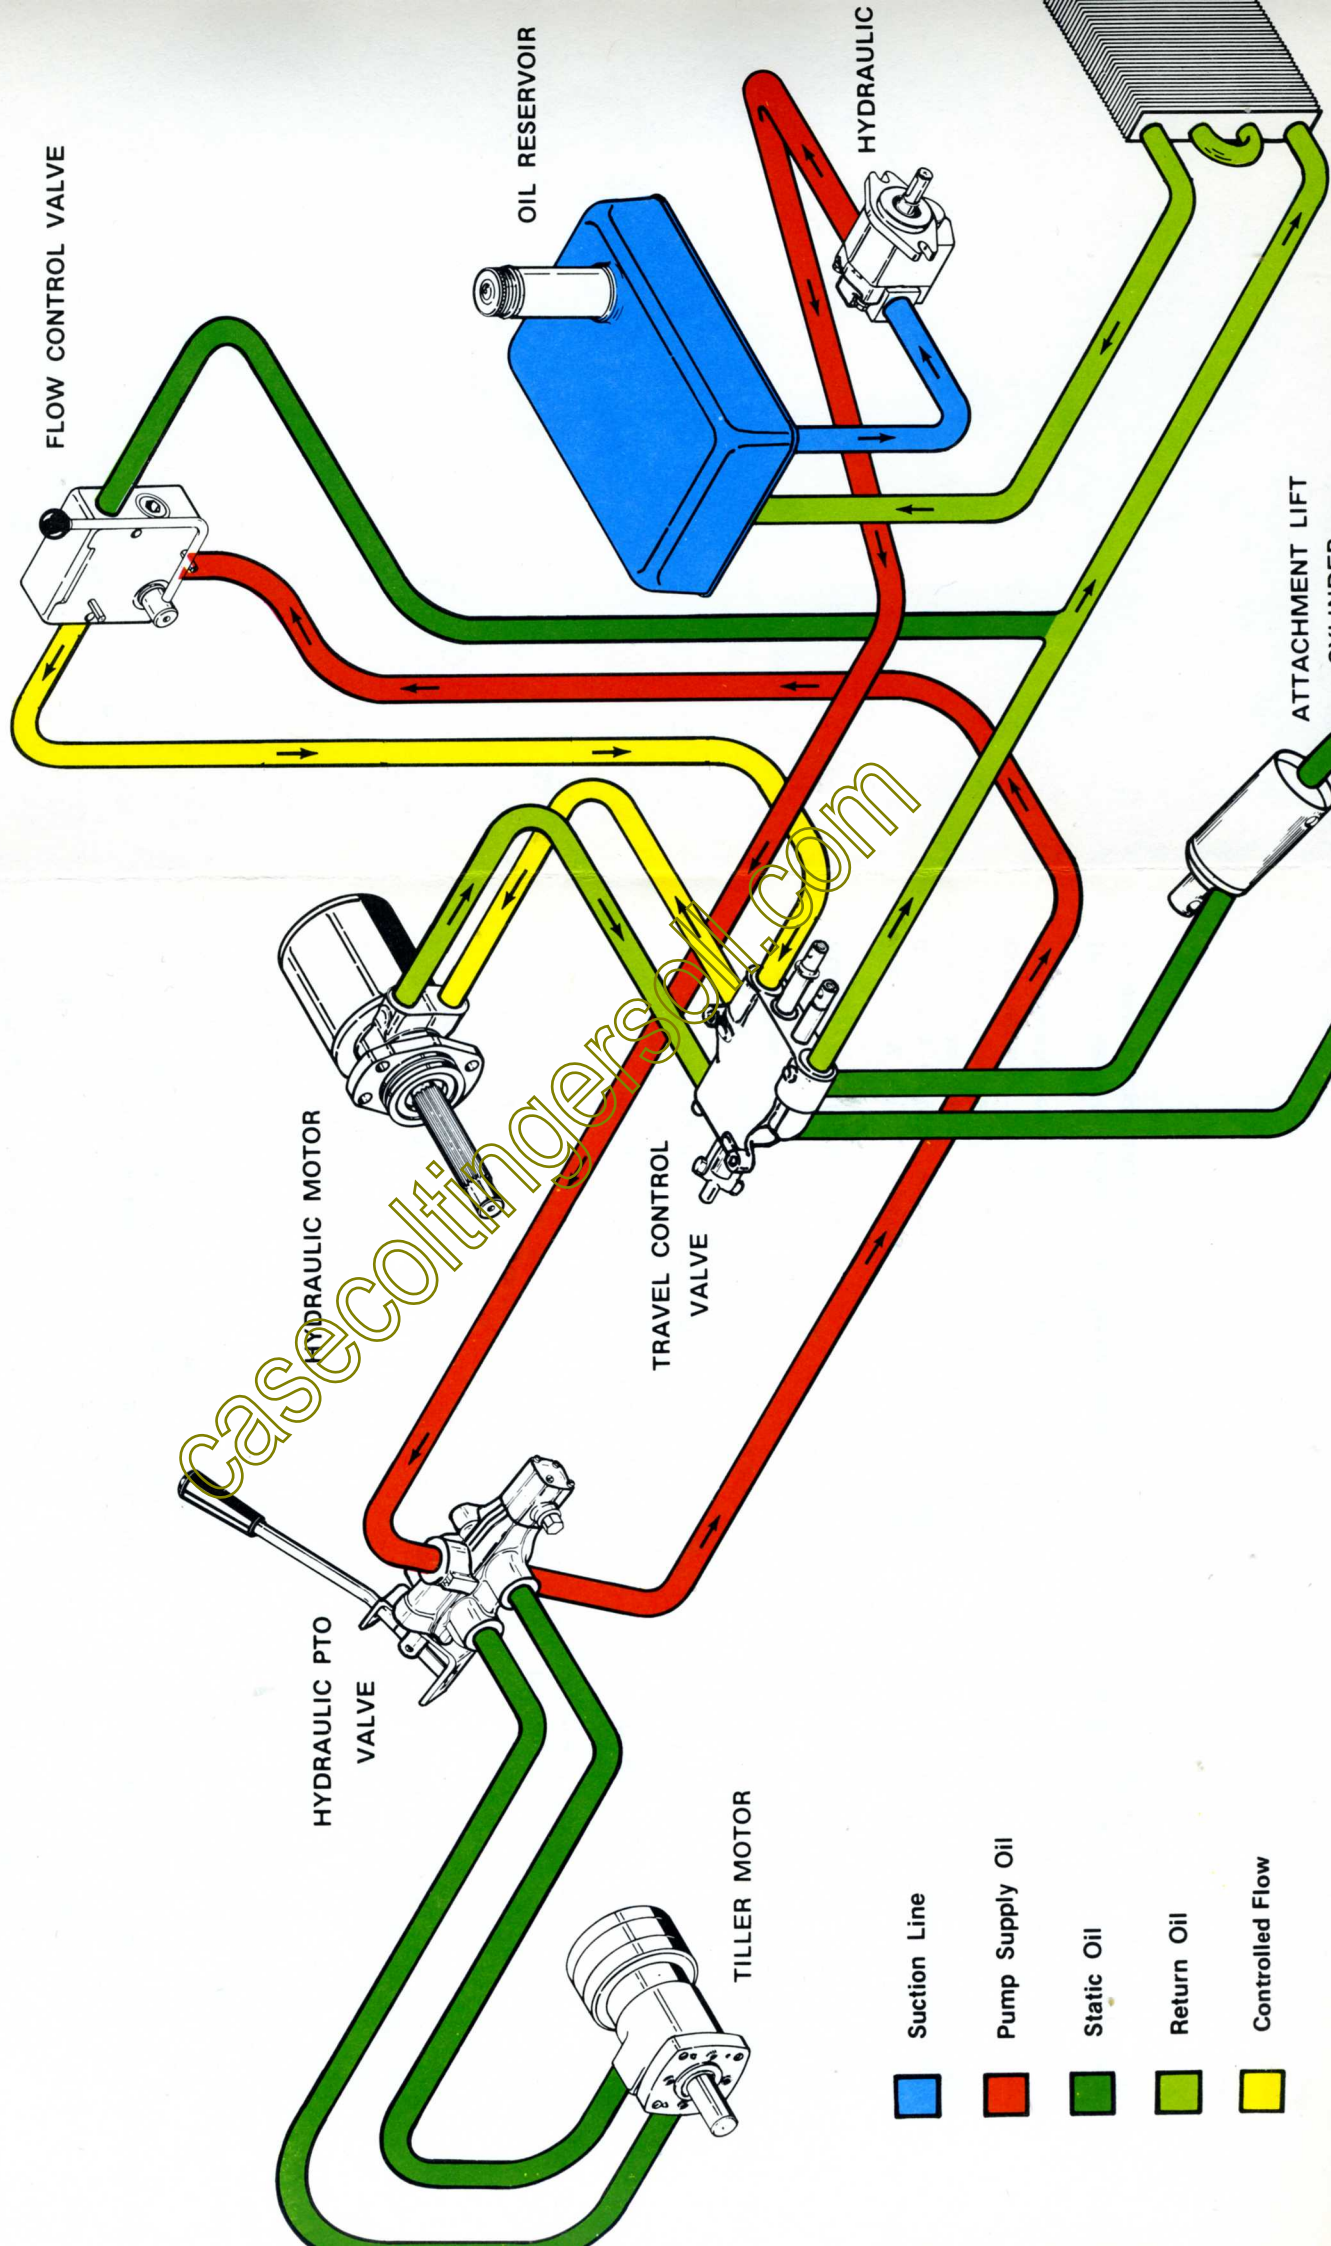 FLOW CONTROL VALVE
OIL RESERVOIR
HYDRAULIC
HYDRAULIC MOTOR
TRAVEL CONTROL
VALVE
ATTACHMENT LIFT
HYDRAULIC PTO
VALVE
TILLER MOTOR
Suction Line
Pump Supply Oil
Static Oil
Return Oil
Controlled Flow
casecoltingersoll.com